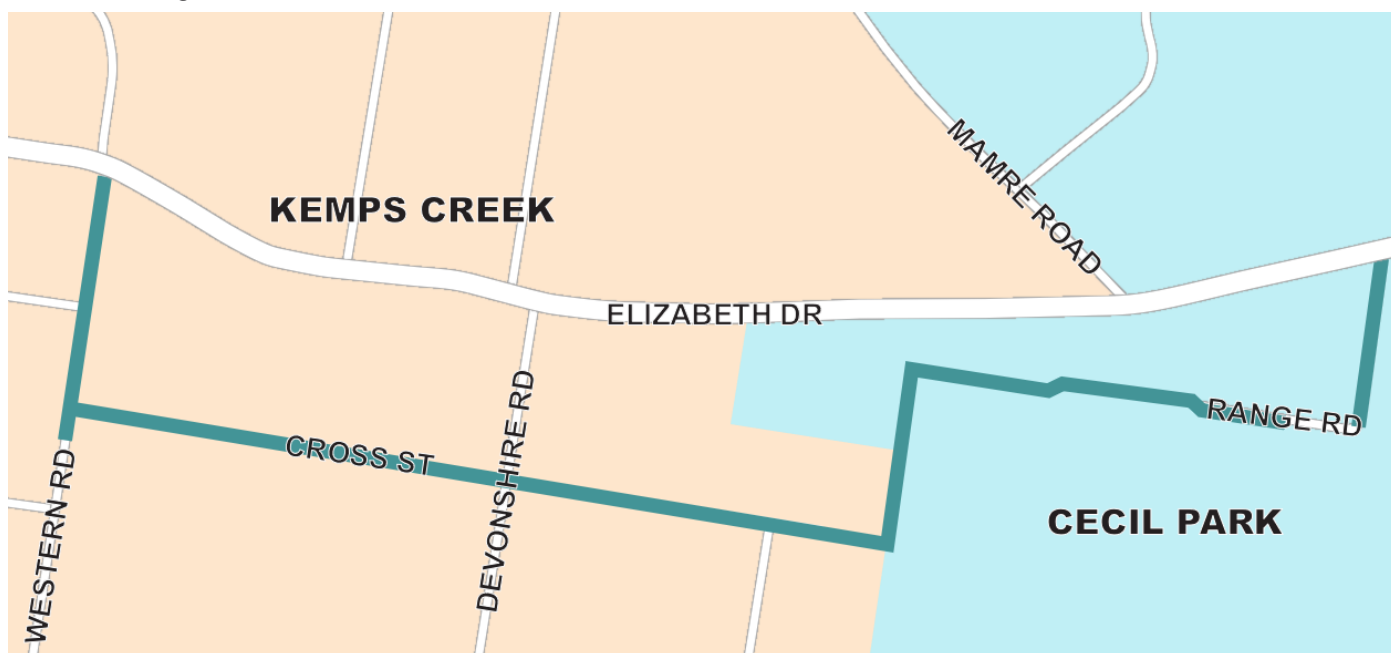 MAMRE ROAD
KEMPS CREEK
ELIZABETH DR
RANGE RD
CROSS ST
DEVONSHIRE RD
WESTERN RD
CECIL PARK